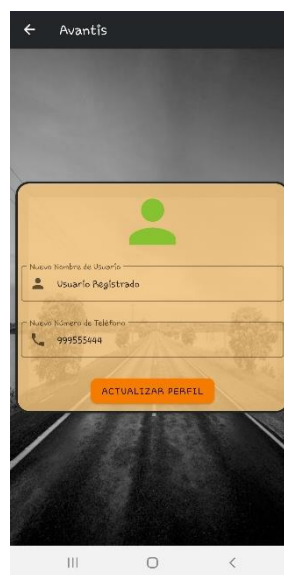 Avantis
Nuevo Nombre de Usuario
Usuario Registrado
Nuevo Número de Teléfono
999555444
ACTUALIZAR PERFIL